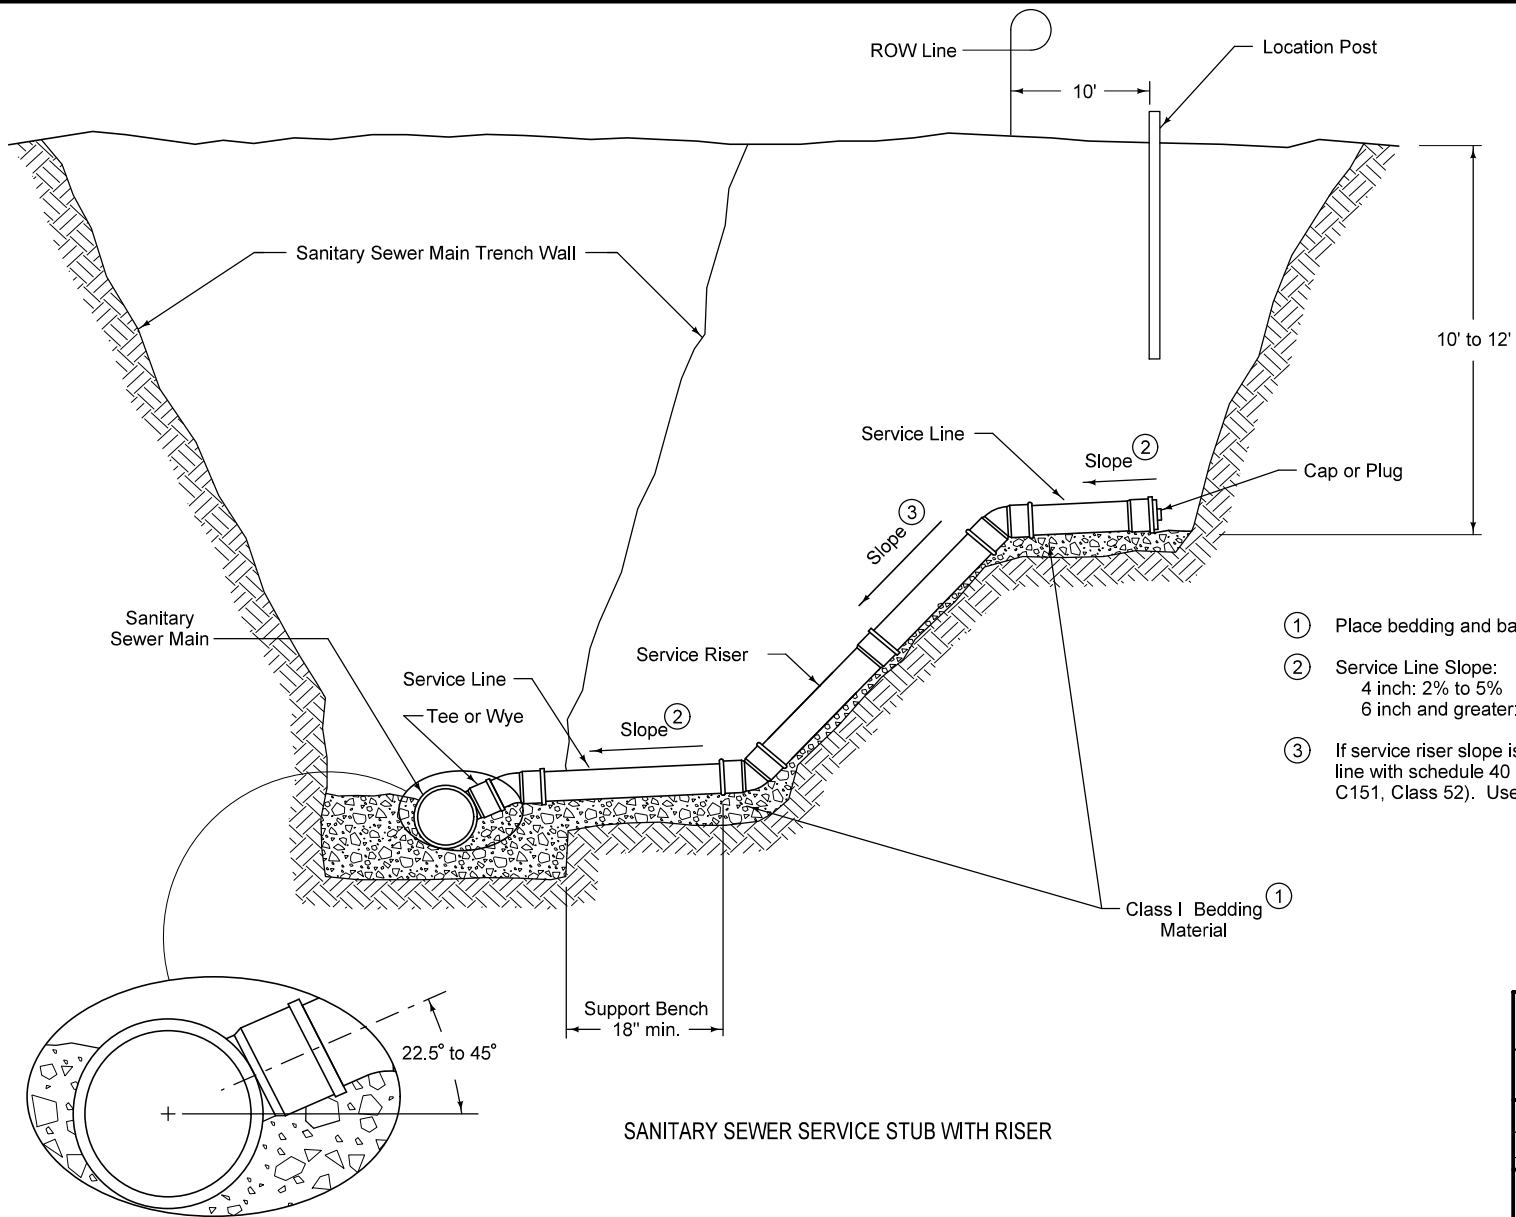 ROW Line
Location Post
10'
Sanitary Sewer Main Trench Wall
10' to 12'
Service Line
Slope 2
Cap or Plug
Slope 3
Sanitary
Sewer Main
Service Riser
Service Line
Tee or Wye
Slope 2
1 Place bedding and
2 Service Line Slope:
4 inch: 2% to 5%
6 inch and greater:
3 If service riser slope is
line with schedule 40
C151, Class 52). Use
Class I Bedding 1
Material
Support Bench
18" min.
22.5° to 45°
SANITARY SEWER SERVICE STUB WITH RISER